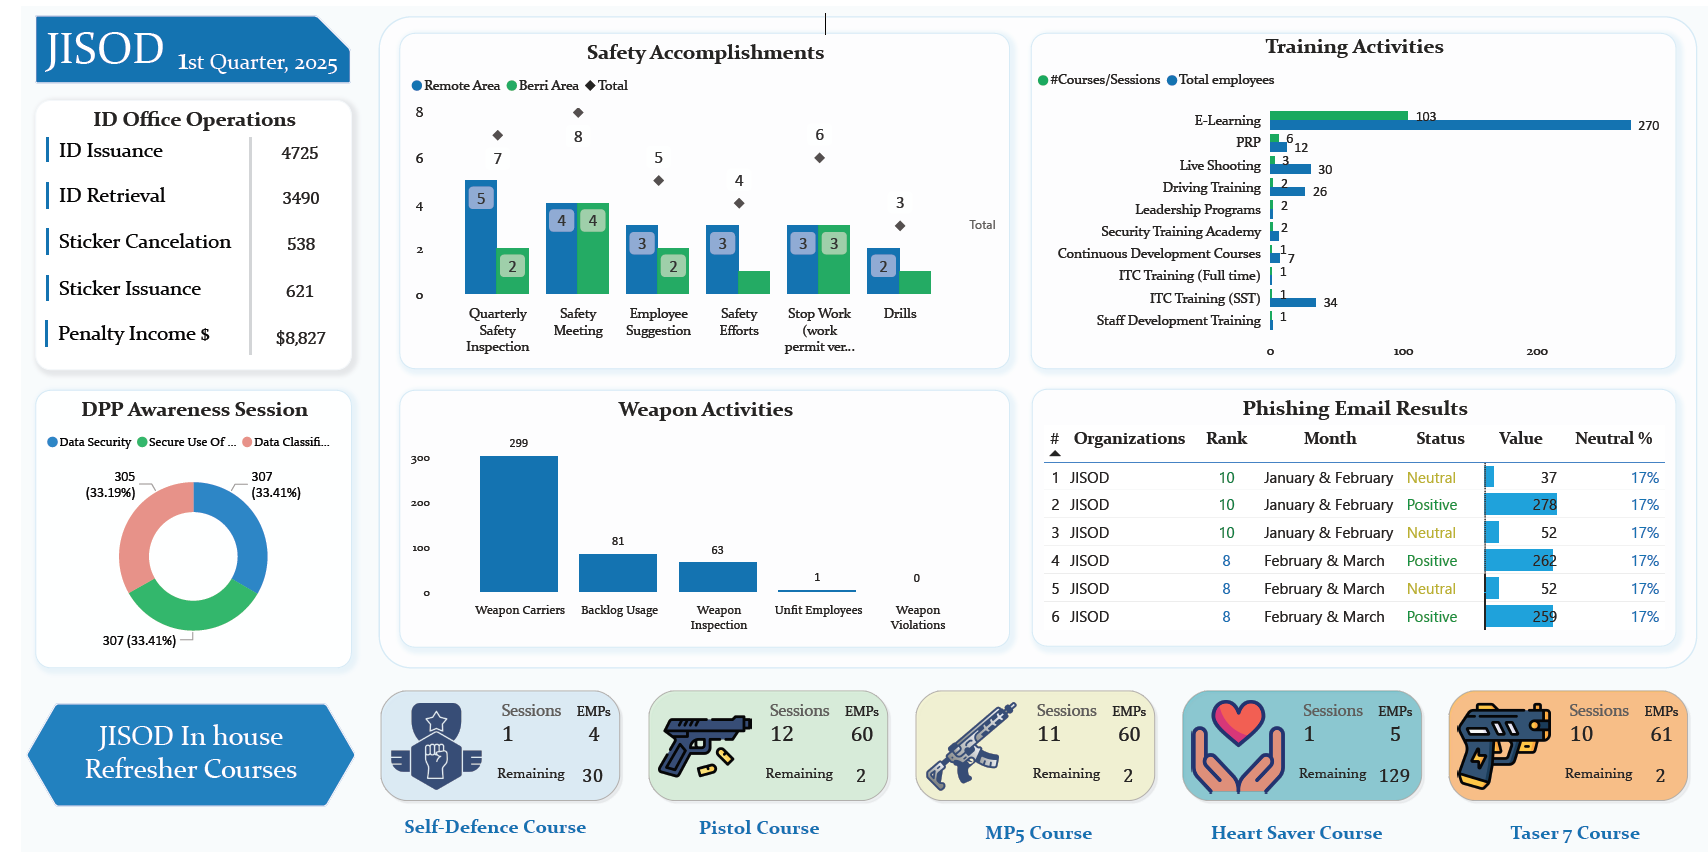 JISOD 1st Quarter, 2025
ID Office Operations
ID Issuance 4725
ID Retrieval 3490
Sticker Cancelation 538
Sticker Issuance 621
Penalty Income $ $8,827
DPP Awareness Session
Data Security Secure Use Of ... Data Classifi...
305
(33.19%)
307
(33.41%)
307 (33.41%)
Safety Accomplishments
Remote Area Berri Area Total
8
6
4
2
0
7
8
5
4
6
3
5
2
4
4
3
2
3
3
3
2
Total
Quarterly
Safety
Inspection
Safety
Meeting
Employee
Suggestion
Safety
Efforts
Stop Work
(work
permit ver...
Drills
Training Activities
#Courses/Sessions Total employees
E-Learning 103 270
PRP 6 12
Live Shooting 3 30
Driving Training 2 26
Leadership Programs 2
Security Training Academy 2
Continuous Development Courses 1 7
ITC Training (Full time) 1
ITC Training (SST) 1 34
Staff Development Training 1
0 100 200
Weapon Activities
300
200
100
0
299
81
63
1
0
Weapon Carriers
Backlog Usage
Weapon
Inspection
Unfit Employees
Weapon
Violations
Phishing Email Results
# Organizations Rank Month Status Value Neutral %
1 JISOD 10 January & February Neutral 37 17%
2 JISOD 10 January & February Positive 278 17%
3 JISOD 10 January & February Neutral 52 17%
4 JISOD 8 February & March Positive 262 17%
5 JISOD 8 February & March Neutral 52 17%
6 JISOD 8 February & March Positive 259 17%
JISOD In house
Refresher Courses
Sessions EMPs
1 4
Remaining 30
Self-Defence Course
Sessions EMPs
12 60
Remaining 2
Pistol Course
Sessions EMPs
11 60
Remaining 2
MP5 Course
Sessions EMPs
1 5
Remaining 129
Heart Saver Course
Sessions EMPs
10 61
Remaining 2
Taser 7 Course